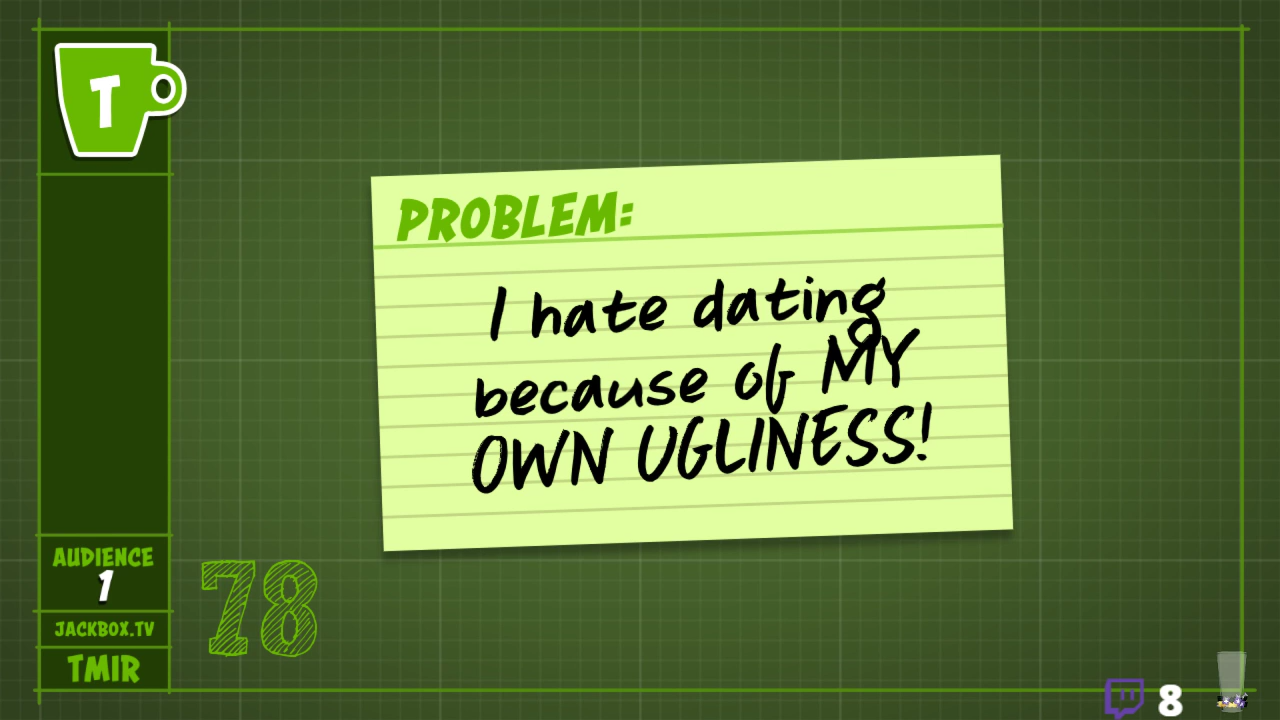 T
PROBLEM:
I hate dating
because of MY
OWN UGLINESS!
AUDIENCE
1
JACKBOX.TV
TMIR
78
8